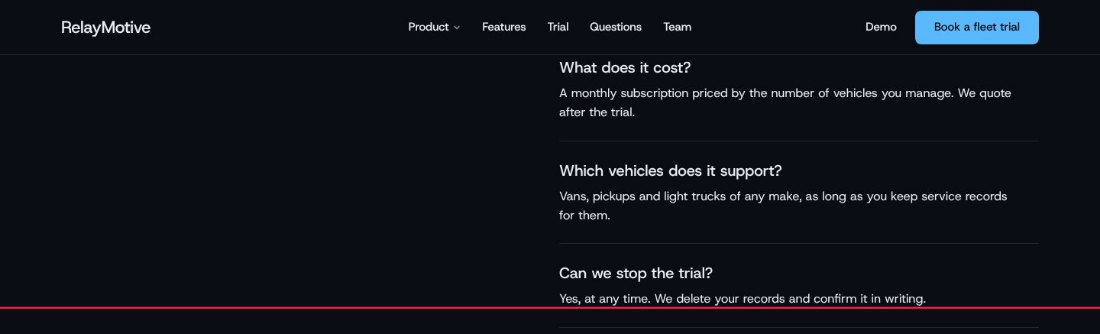 RelayMotive
Product
Features
Trial
Questions
Team
Demo
Book a fleet trial
What does it cost?
A monthly subscription priced by the number of vehicles you manage. We quote
after the trial.
Which vehicles does it support?
Vans, pickups and light trucks of any make, as long as you keep service records
for them.
Can we stop the trial?
Yes, at any time. We delete your records and confirm it in writing.